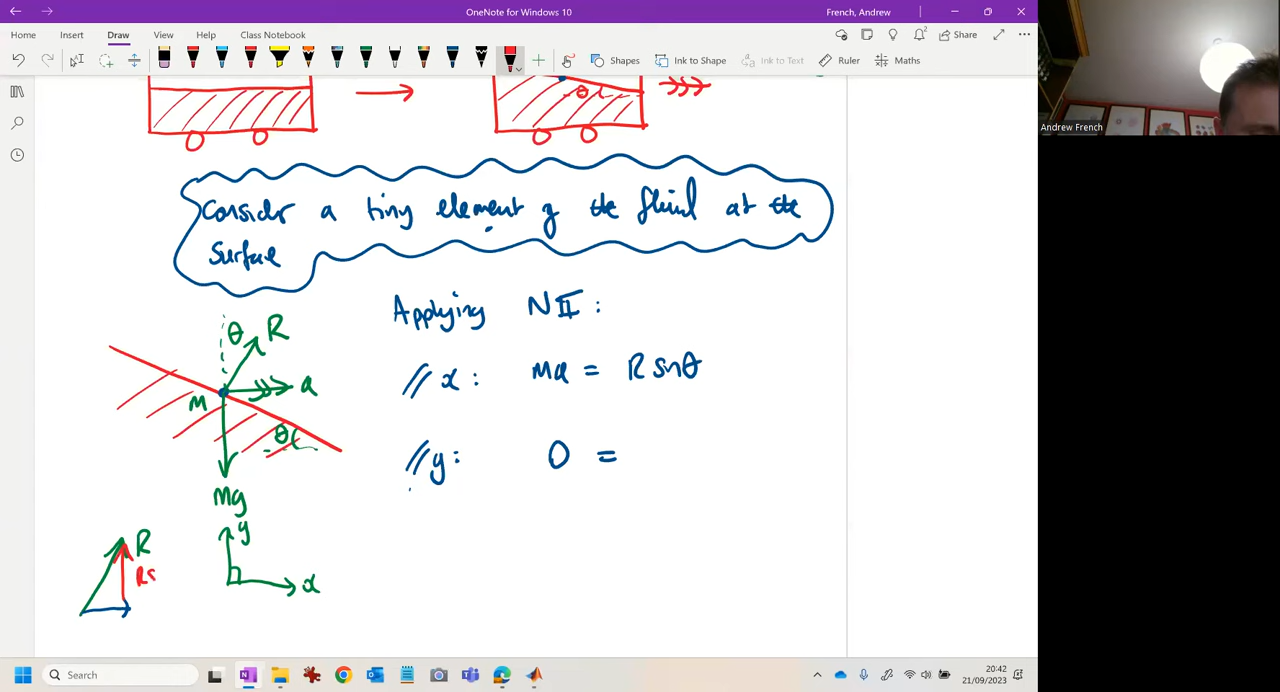 OneNote for Windows 10
French, Andrew
Home Insert Draw View Help Class Notebook
Share
Shapes Ink to Shape Ink to Text Ruler Maths
Andrew French
θ
Consider a tiny element of the fluid at the
surface
Applying NII:
θ R
// x: Ma = R sinθ
a
M
θ
// y: 0 =
Mg
y
R
RS
x
Search
20:42
21/09/2023